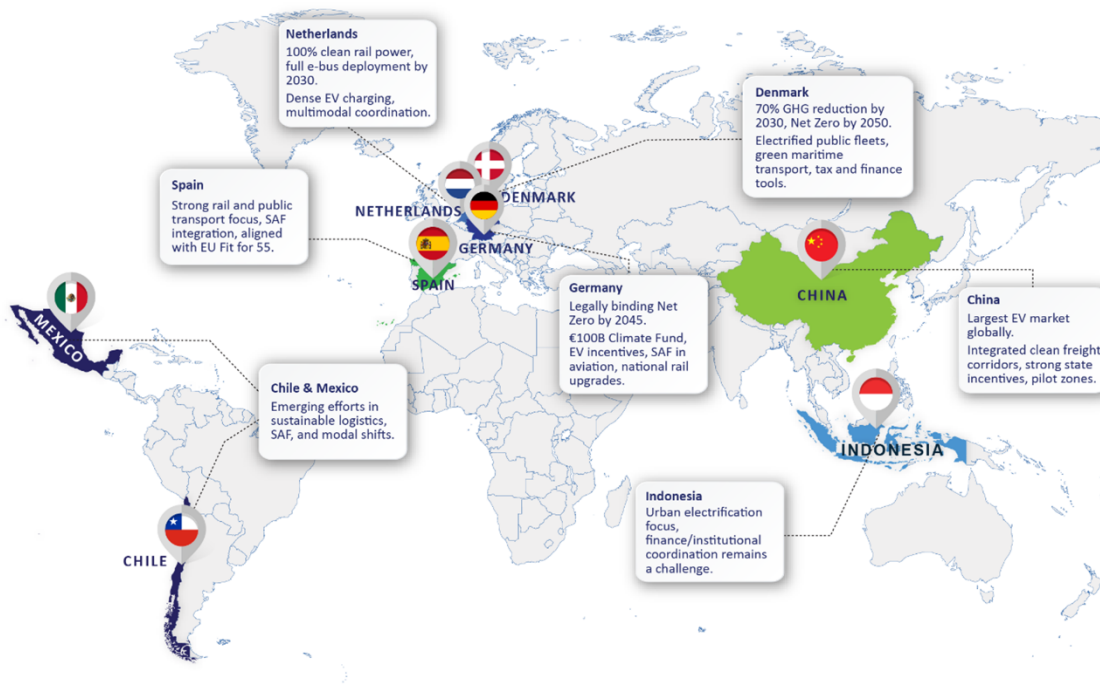 Netherlands
100% clean rail power,
full e-bus deployment by
2030.
Dense EV charging,
multimodal coordination.
Denmark
70% GHG reduction by
2030, Net Zero by 2050.
Electrified public fleets,
green maritime
transport, tax and finance
tools.
Spain
Strong rail and public
transport focus, SAF
integration, aligned
with EU Fit for 55.
DENMARK
NETHERLANDS
GERMANY
SPAIN
CHINA
Germany
Legally binding Net
Zero by 2045.
€100B Climate Fund,
EV incentives, SAF in
aviation, national rail
upgrades.
China
Largest EV market
globally.
Integrated clean freight
corridors, strong state
incentives, pilot zones.
MEXICO
Chile & Mexico
Emerging efforts in
sustainable logistics,
SAF, and modal shifts.
INDONESIA
Indonesia
Urban electrification
focus,
finance/institutional
coordination remains
a challenge.
CHILE